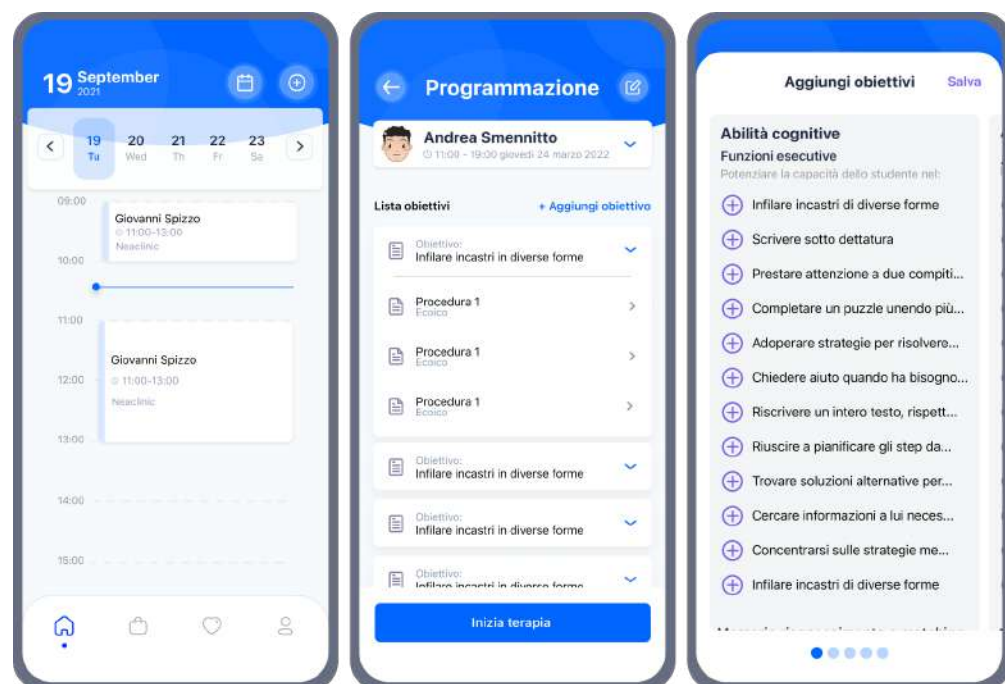 19 September
2021
19 20 21 22 23
Tu Wed Th Fr Sa
09:00
Giovanni Spizzo
11:00-13:00
Neaclinic
10:00
11:00
Giovanni Spizzo
12:00
11:00-13:00
Neaclinic
13:00
14:00
15:00
Programmazione
Andrea Smennitto
11:00 - 19:00 giovedì 24 marzo 2022
Lista obiettivi
+ Aggiungi obiettivo
Obiettivo:
Infilare incastri in diverse forme
Procedura 1
Ecoico
Procedura 1
Ecoico
Procedura 1
Ecoico
Obiettivo:
Infilare incastri in diverse forme
Obiettivo:
Infilare incastri in diverse forme
Obiettivo:
Infilare incastri in diverse forme
Inizia terapia
Aggiungi obiettivi
Salva
Abilità cognitive
Funzioni esecutive
Potenziare la capacità dello studente nel:
Infilare incastri di diverse forme
Scrivere sotto dettatura
Prestare attenzione a due compiti...
Completare un puzzle unendo più...
Adoperare strategie per risolvere...
Chiedere aiuto quando ha bisogno...
Riscrivere un intero testo, rispett...
Riuscire a pianificare gli step da...
Trovare soluzioni alternative per...
Cercare informazioni a lui neces...
Concentrarsi sulle strategie me...
Infilare incastri di diverse forme